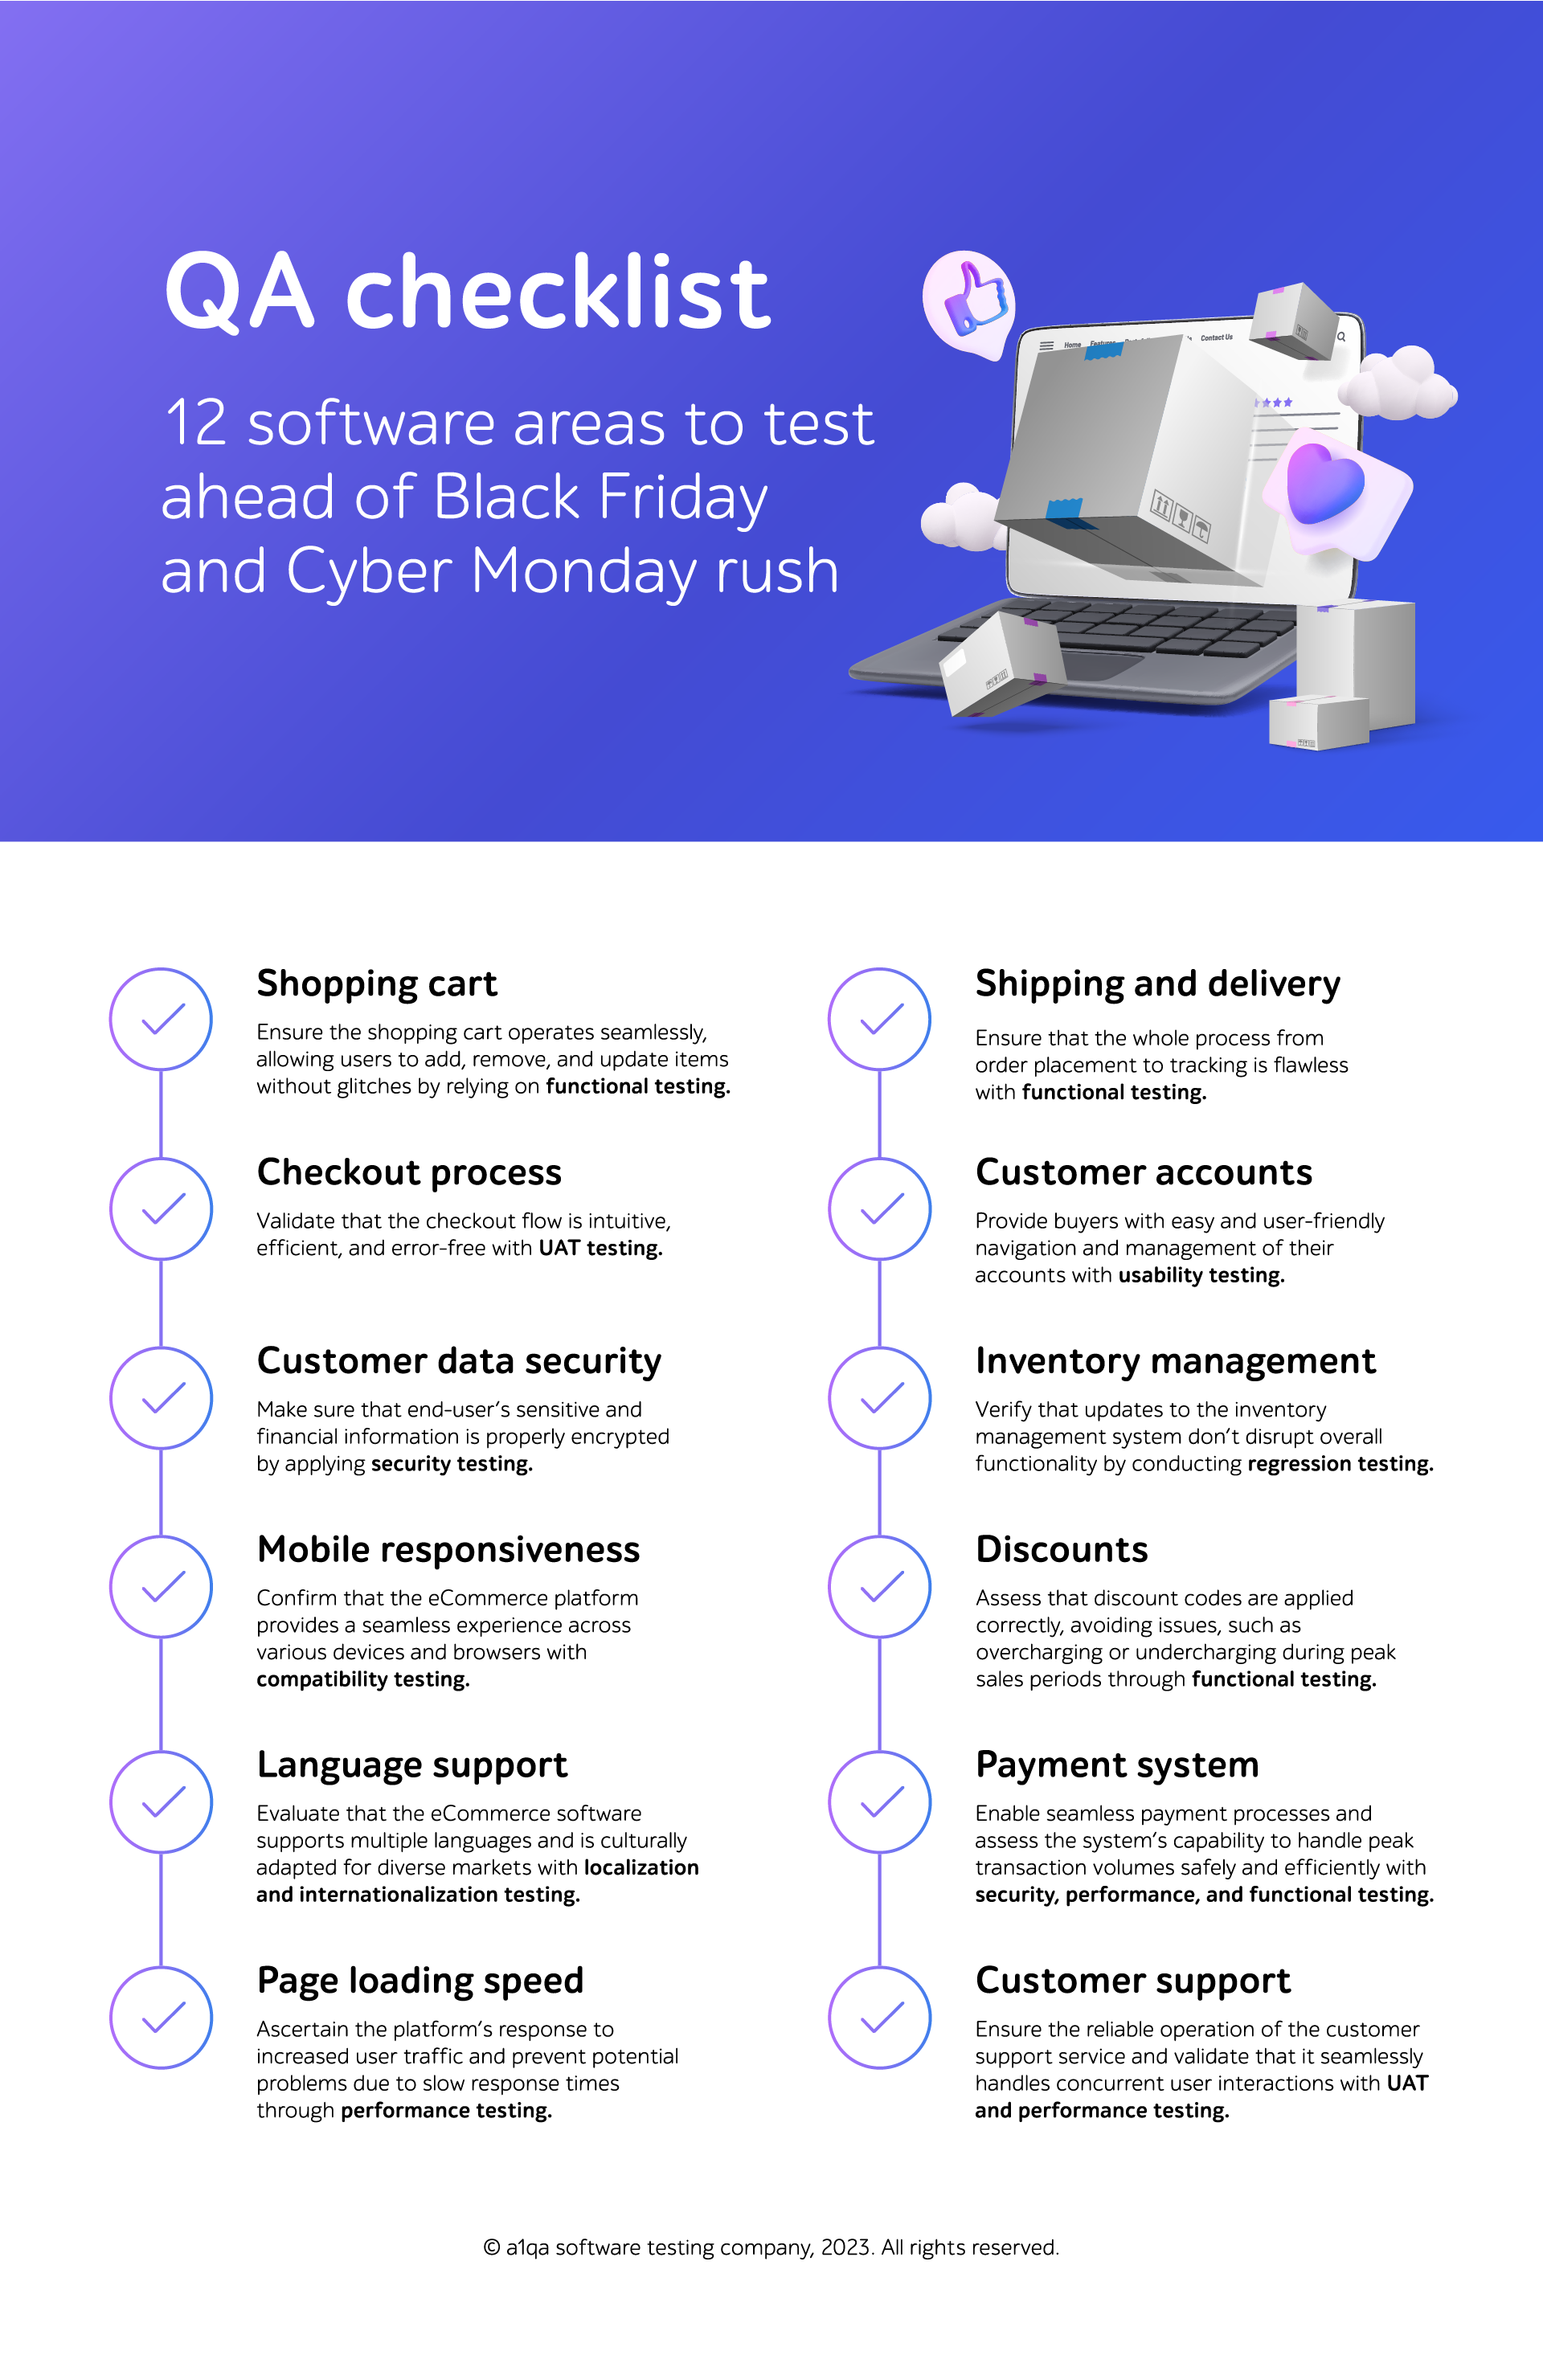 QA checklist
12 software areas to test
ahead of Black Friday
and Cyber Monday rush
Home
Contact Us
Shopping cart
Ensure the shopping cart operates seamlessly,
allowing users to add, remove, and update items
without glitches by relying on functional testing.
Checkout process
Validate that the checkout flow is intuitive,
efficient, and error-free with UAT testing.
Customer data security
Make sure that end-user's sensitive and
financial information is properly encrypted
by applying security testing.
Mobile responsiveness
Confirm that the eCommerce platform
provides a seamless experience across
various devices and browsers with
compatibility testing.
Language support
Evaluate that the eCommerce software
supports multiple languages and is culturally
adapted for diverse markets with localization
and internationalization testing.
Page loading speed
Ascertain the platform's response to
increased user traffic and prevent potential
problems due to slow response times
through performance testing.
Shipping and delivery
Ensure that the whole process from
order placement to tracking is flawless
with functional testing.
Customer accounts
Provide buyers with easy and user-friendly
navigation and management of their
accounts with usability testing.
Inventory management
Verify that updates to the inventory
management system don't disrupt overall
functionality by conducting regression testing.
Discounts
Assess that discount codes are applied
correctly, avoiding issues, such as
overcharging or undercharging during peak
sales periods through functional testing.
Payment system
Enable seamless payment processes and
assess the system's capability to handle peak
transaction volumes safely and efficiently with
security, performance, and functional testing.
Customer support
Ensure the reliable operation of the customer
support service and validate that it seamlessly
handles concurrent user interactions with UAT
and performance testing.
© a1qa software testing company, 2023. All rights reserved.